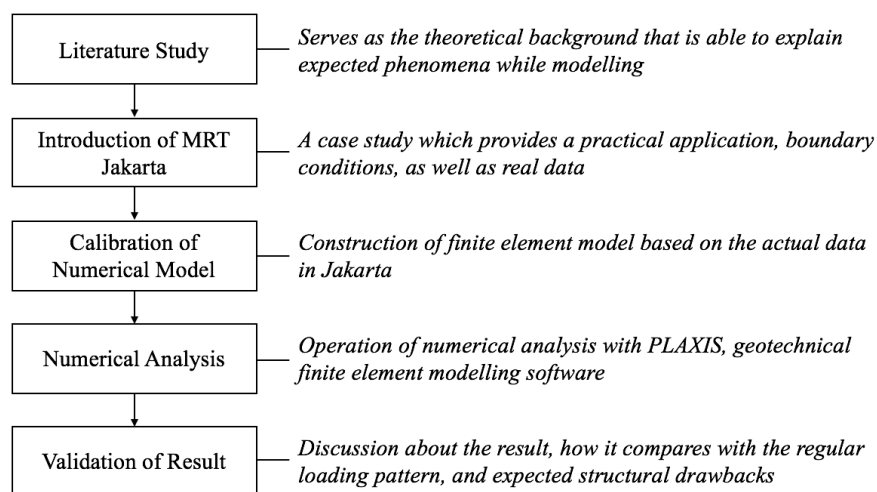 Literature Study
Serves as the theoretical background that is able to explain
expected phenomena while modelling
Introduction of MRT
Jakarta
A case study which provides a practical application, boundary
conditions, as well as real data
Calibration of
Numerical Model
Construction of finite element model based on the actual data
in Jakarta
Numerical Analysis
Operation of numerical analysis with PLAXIS, geotechnical
finite element modelling software
Validation of Result
Discussion about the result, how it compares with the regular
loading pattern, and expected structural drawbacks